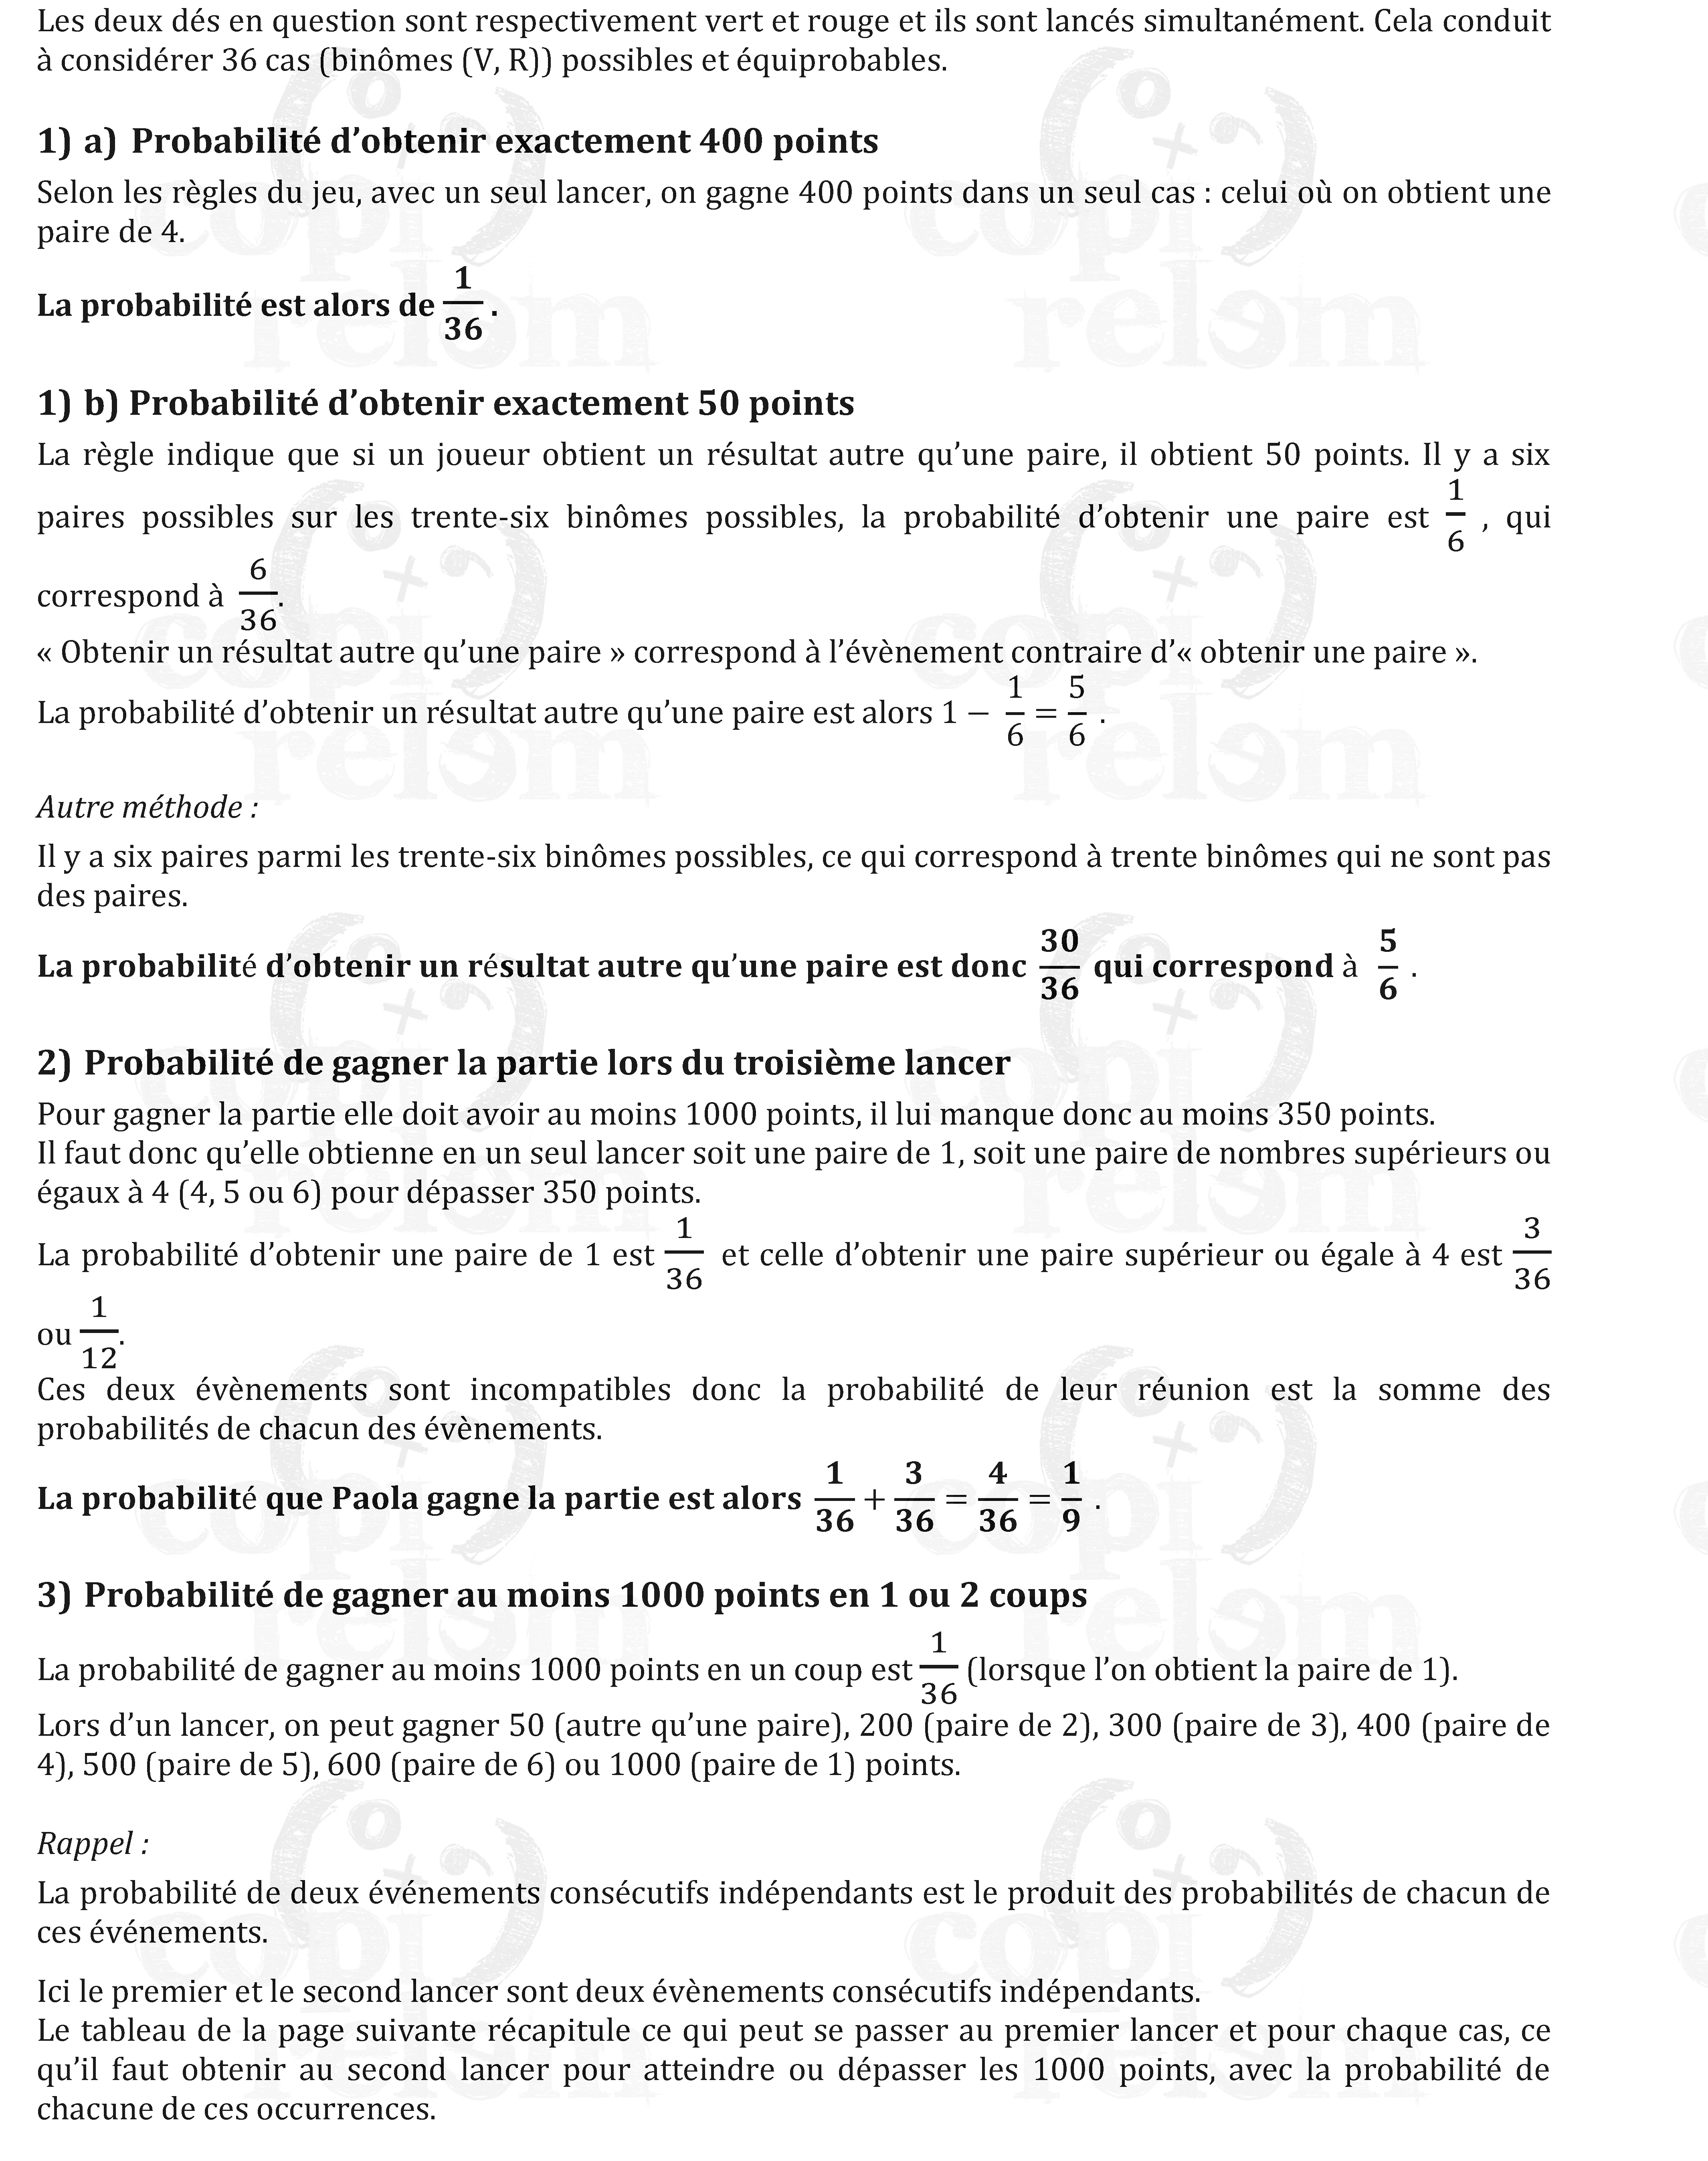 Les deux dés en question sont respectivement vert et rouge et ils sont lancés simultanément. Cela conduit
à considérer 36 cas (binômes (V, R)) possibles et équiprobables.
1) a) Probabilité d’obtenir exactement 400 points
Selon les règles du jeu, avec un seul lancer, on gagne 400 points dans un seul cas : celui où on obtient une
paire de 4.
La probabilité est alors de 1/36 .
1) b) Probabilité d’obtenir exactement 50 points
La règle indique que si un joueur obtient un résultat autre qu’une paire, il obtient 50 points. Il y a six
paires possibles sur les trente-six binômes possibles, la probabilité d’obtenir une paire est 1/6 , qui
correspond à 6/36.
« Obtenir un résultat autre qu’une paire » correspond à l’évènement contraire d’« obtenir une paire ».
La probabilité d’obtenir un résultat autre qu’une paire est alors 1 − 1/6 = 5/6 .
Autre méthode :
Il y a six paires parmi les trente-six binômes possibles, ce qui correspond à trente binômes qui ne sont pas
des paires.
La probabilité d’obtenir un résultat autre qu’une paire est donc 30/36 qui correspond à 5/6 .
2) Probabilité de gagner la partie lors du troisième lancer
Pour gagner la partie elle doit avoir au moins 1000 points, il lui manque donc au moins 350 points.
Il faut donc qu’elle obtienne en un seul lancer soit une paire de 1, soit une paire de nombres supérieurs ou
égaux à 4 (4, 5 ou 6) pour dépasser 350 points.
La probabilité d’obtenir une paire de 1 est 1/36 et celle d’obtenir une paire supérieur ou égale à 4 est 3/36
ou 1/12.
Ces deux évènements sont incompatibles donc la probabilité de leur réunion est la somme des
probabilités de chacun des évènements.
La probabilité que Paola gagne la partie est alors 1/36 + 3/36 = 4/36 = 1/9 .
3) Probabilité de gagner au moins 1000 points en 1 ou 2 coups
La probabilité de gagner au moins 1000 points en un coup est 1/36 (lorsque l’on obtient la paire de 1).
Lors d’un lancer, on peut gagner 50 (autre qu’une paire), 200 (paire de 2), 300 (paire de 3), 400 (paire de
4), 500 (paire de 5), 600 (paire de 6) ou 1000 (paire de 1) points.
Rappel :
La probabilité de deux événements consécutifs indépendants est le produit des probabilités de chacun de
ces événements.
Ici le premier et le second lancer sont deux évènements consécutifs indépendants.
Le tableau de la page suivante récapitule ce qui peut se passer au premier lancer et pour chaque cas, ce
qu’il faut obtenir au second lancer pour atteindre ou dépasser les 1000 points, avec la probabilité de
chacune de ces occurrences.